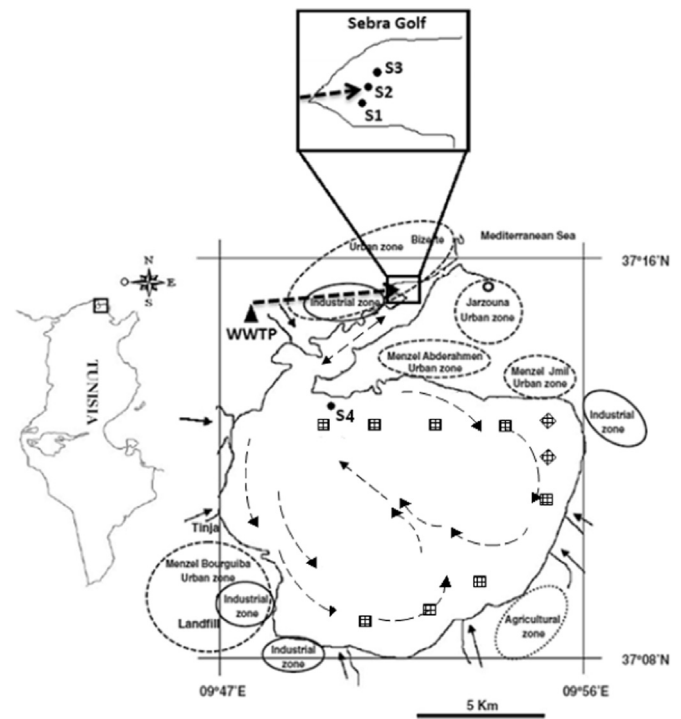 Sebra Golf
S3
S2
S1
Mediterranean Sea
Bizerte
Urban zone
37°16'N
N
O
E
S
Industrial zone
Jarzouna
Urban zone
WWTP
Menzel Abderahmen
Urban zone
Menzel Jmil
Urban zone
TUNISIA
S4
Industrial
zone
Tinja
Menzel Bourguiba
Urban zone
Industrial
zone
Landfill
Agricultural
zone
Industrial
zone
37°08'N
09°47'E
09°56'E
5 Km